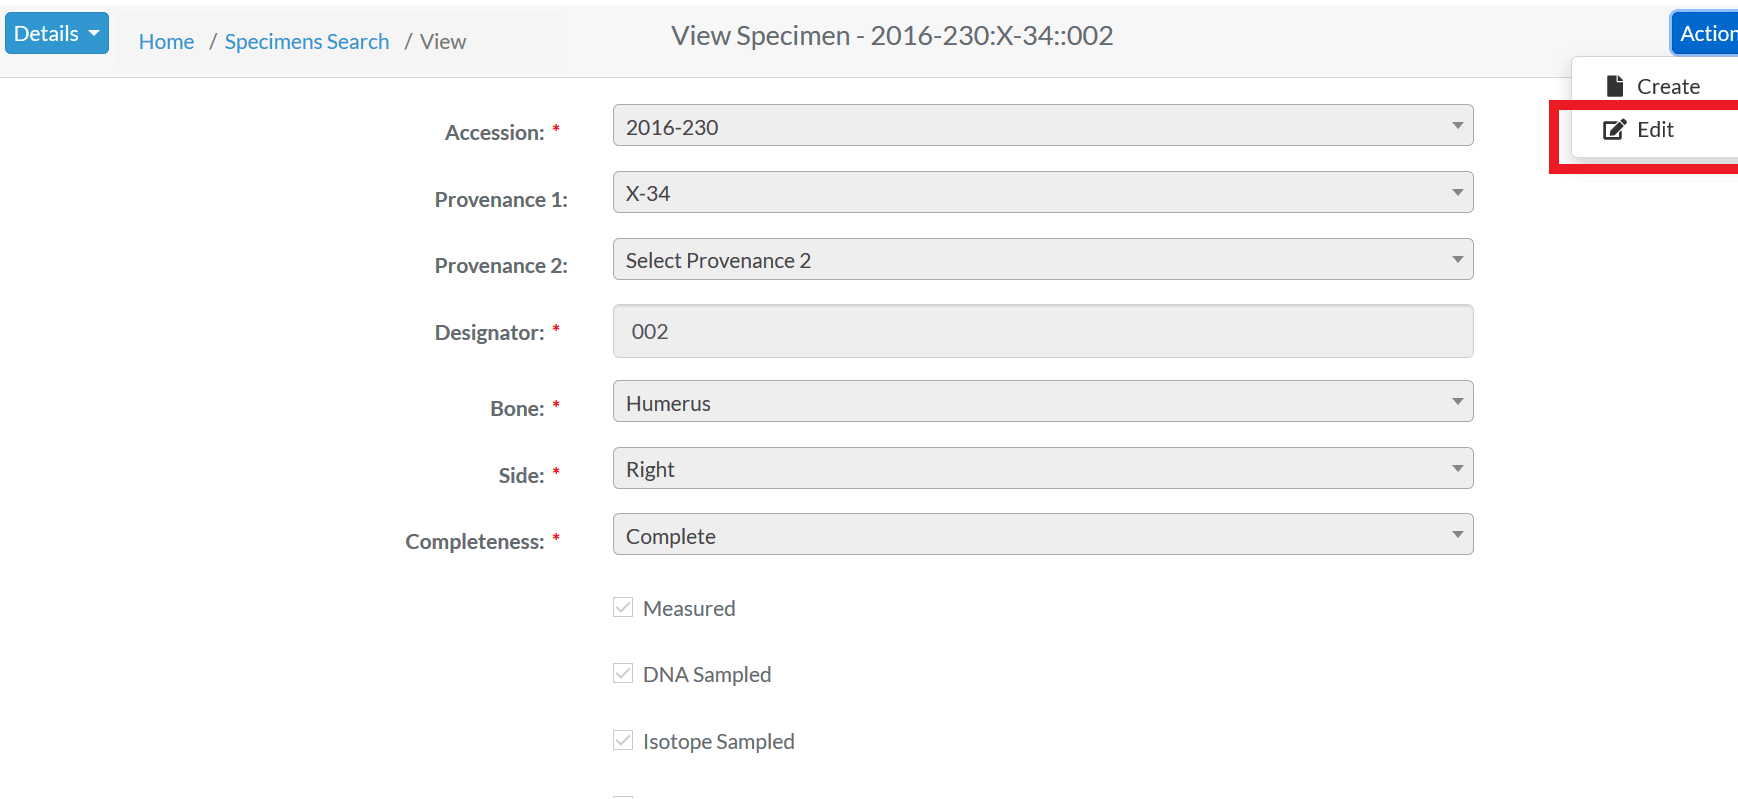 Details
Home / Specimens Search / View
View Specimen - 2016-230:X-34::002
Action
Create
Edit
Accession: *
2016-230
Provenance 1:
X-34
Provenance 2:
Select Provenance 2
Designator: *
002
Bone: *
Humerus
Side: *
Right
Completeness: *
Complete
Measured
DNA Sampled
Isotope Sampled